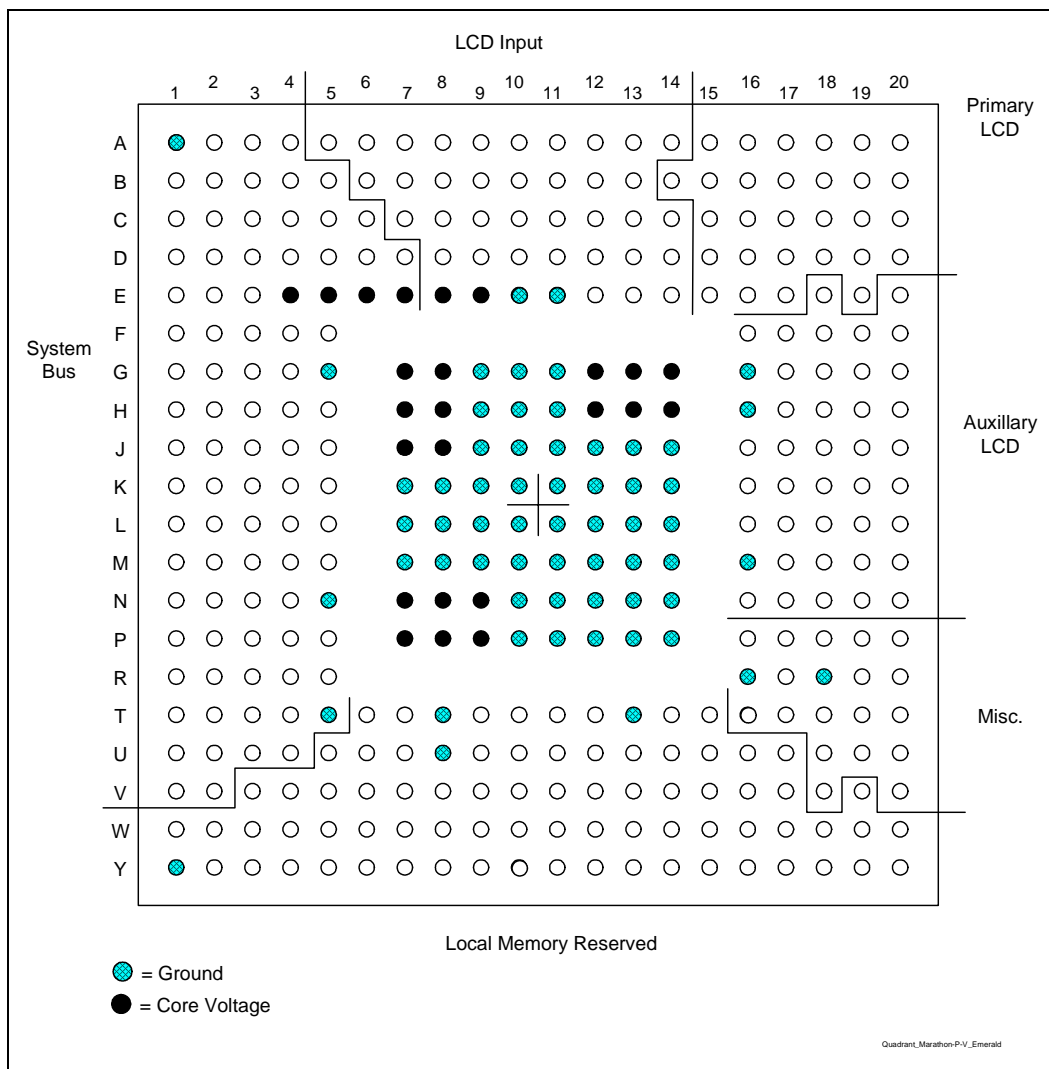 LCD Input
1 2 3 4 5 6 7 8 9 10 11 12 13 14 15 16 17 18 19 20
Primary
LCD
A
B
C
D
E
F
System
Bus
G
H
Auxillary
LCD
J
K
L
M
N
P
R
T
Misc.
U
V
W
Y
Local Memory Reserved
= Ground
= Core Voltage
Quadrant_Marathon-P-V_Emerald